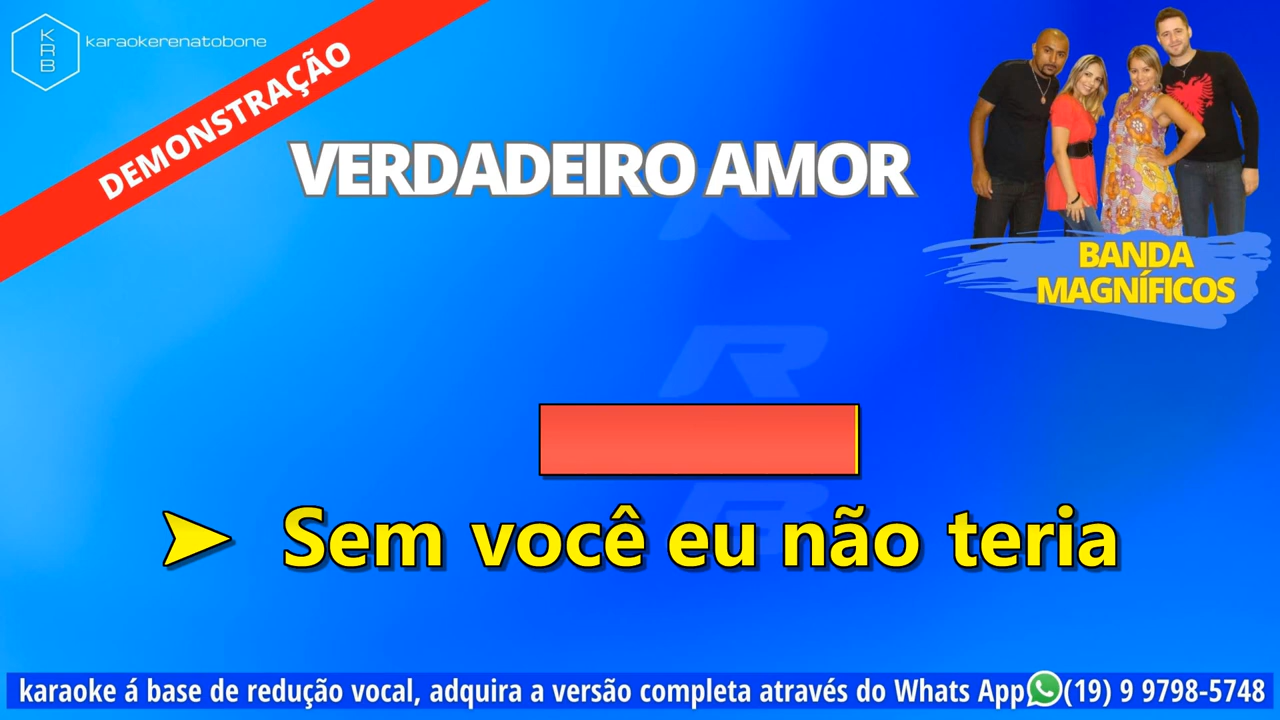 K
R
B
karaokerenatobone
DEMONSTRAÇÃO
VERDADEIRO AMOR
BANDA
MAGNÍFICOS
K
R
B
➤ Sem você eu não teria
karaoke á base de redução vocal, adquira a versão completa através do Whats App (19) 9 9798-5748